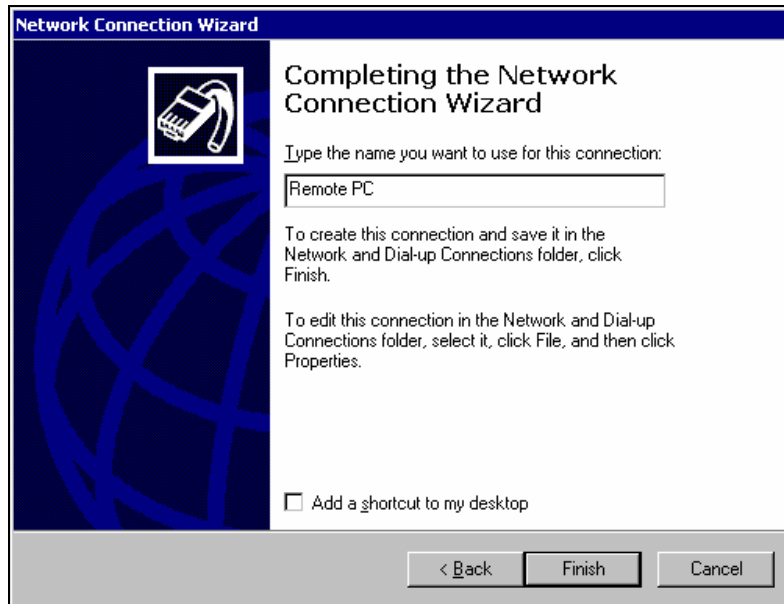 Network Connection Wizard
Completing the Network
Connection Wizard
Type the name you want to use for this connection:
Remote PC
To create this connection and save it in the
Network and Dial-up Connections folder, click
Finish.
To edit this connection in the Network and Dial-up
Connections folder, select it, click File, and then click
Properties.
Add a shortcut to my desktop
< Back
Finish
Cancel